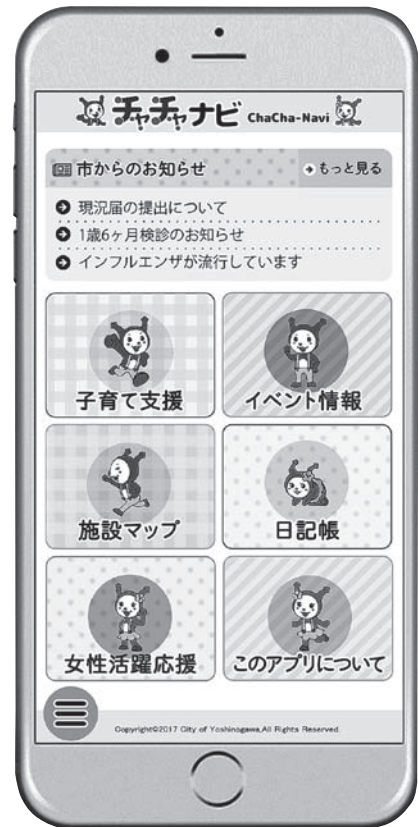 チャチャナビ ChaCha-Navi
市からのお知らせ もっと見る
現況届の提出について
1歳6ヶ月検診のお知らせ
インフルエンザが流行しています
子育て支援 イベント情報
施設マップ 日記帳
女性活躍応援 このアプリについて
Copyright©2017 City of Yoshinogawa,All Rights Reserved.